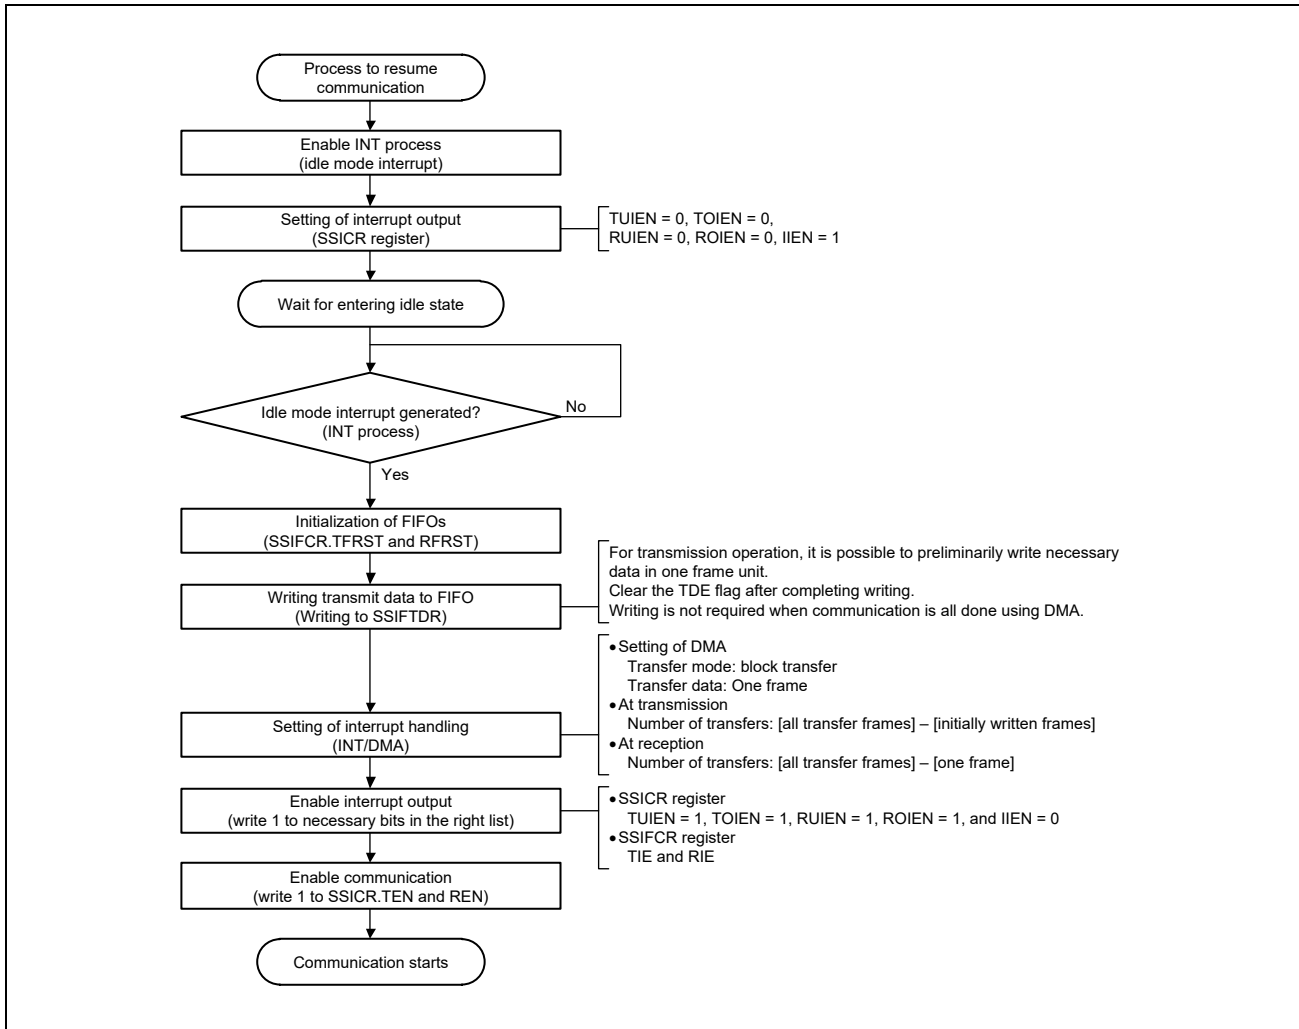 Process to resume
communication
Enable INT process
(idle mode interrupt)
Setting of interrupt output
(SSICR register)
TUIEN = 0, TOIEN = 0,
RUIEN = 0, ROIEN = 0, IIEN = 1
Wait for entering idle state
Idle mode interrupt generated?
(INT process)
No
Yes
Initialization of FIFOs
(SSIFCR.TFRST and RFRST)
Writing transmit data to FIFO
(Writing to SSIFTDR)
For transmission operation, it is possible to preliminarily write necessary
data in one frame unit.
Clear the TDE flag after completing writing.
Writing is not required when communication is all done using DMA.
Setting of interrupt handling
(INT/DMA)
•Setting of DMA
Transfer mode: block transfer
Transfer data: One frame
•At transmission
Number of transfers: [all transfer frames] – [initially written frames]
•At reception
Number of transfers: [all transfer frames] – [one frame]
Enable interrupt output
(write 1 to necessary bits in the right list)
•SSICR register
TUIEN = 1, TOIEN = 1, RUIEN = 1, ROIEN = 1, and IIEN = 0
•SSIFCR register
TIE and RIE
Enable communication
(write 1 to SSICR.TEN and REN)
Communication starts